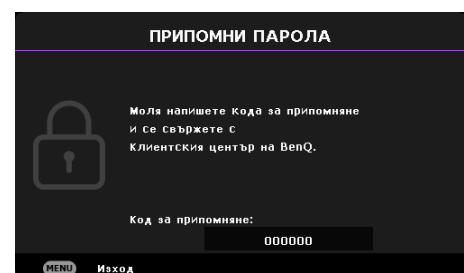 ПРИПОМНИ ПАРОЛА
Моля напишете кода за припомняне
и се свържете с
Клиентския център на BenQ.
Код за припомняне:
000000
MENU Изход